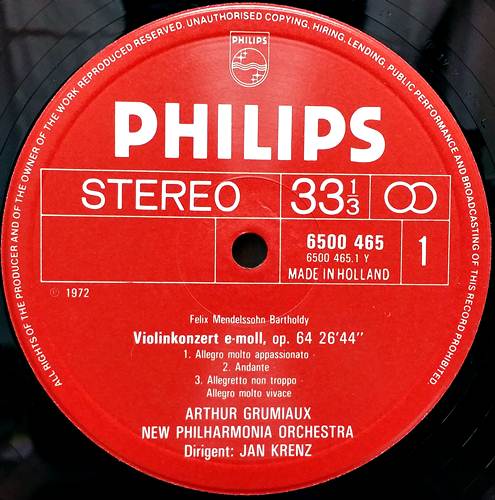 ALL RIGHTS OF THE PRODUCER AND OF THE OWNER OF THE WORK REPRODUCED RESERVED. UNAUTHORISED COPYING, HIRING, LENDING, PUBLIC PERFORMANCE AND BROADCASTING OF THIS RECORD PROHIBITED.
PHILIPS
PHILIPS
STEREO 33 1/3
6500 465 1
6500 465.1 Y
MADE IN HOLLAND
Ⓟ 1972
Felix Mendelssohn-Bartholdy
Violinkonzert e-moll, op. 64 26'44"
1. Allegro molto appassionato
2. Andante
3. Allegretto non troppo
Allegro molto vivace
ARTHUR GRUMIAUX
NEW PHILHARMONIA ORCHESTRA
Dirigent: JAN KRENZ